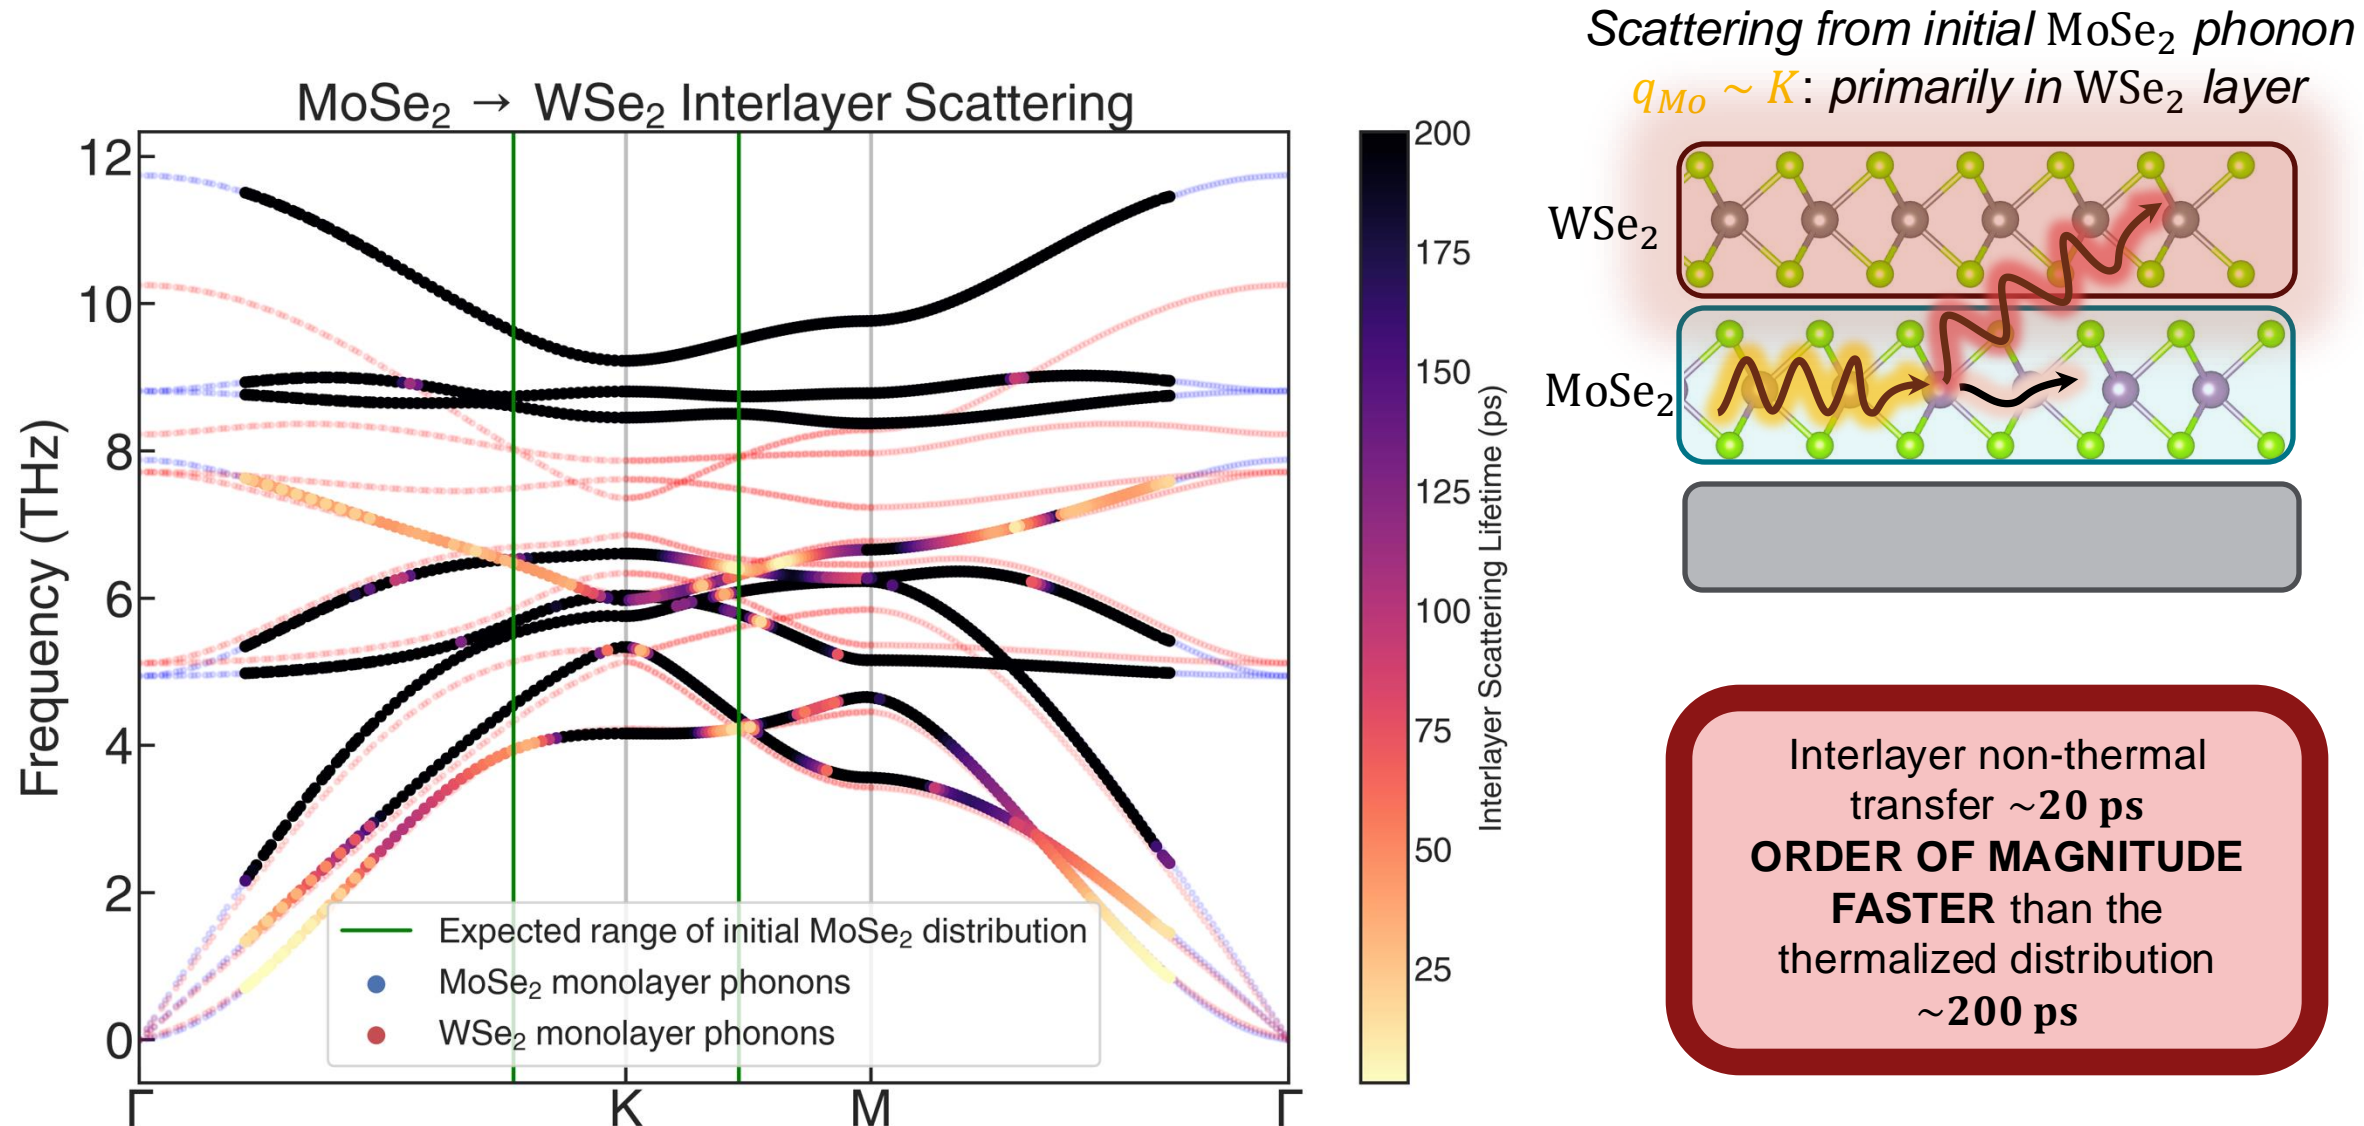 MoSe₂ → WSe₂ Interlayer Scattering
Frequency (THz)
12
10
8
6
4
2
0
Γ
K
M
Γ
Expected range of initial MoSe₂ distribution
MoSe₂ monolayer phonons
WSe₂ monolayer phonons
200
175
150
125
100
75
50
25
Interlayer Scattering Lifetime (ps)
Scattering from initial MoSe₂ phonon
q_Mo ~ K: primarily in WSe₂ layer
WSe₂
MoSe₂
Interlayer non-thermal
transfer ~20 ps
ORDER OF MAGNITUDE
FASTER than the
thermalized distribution
~200 ps